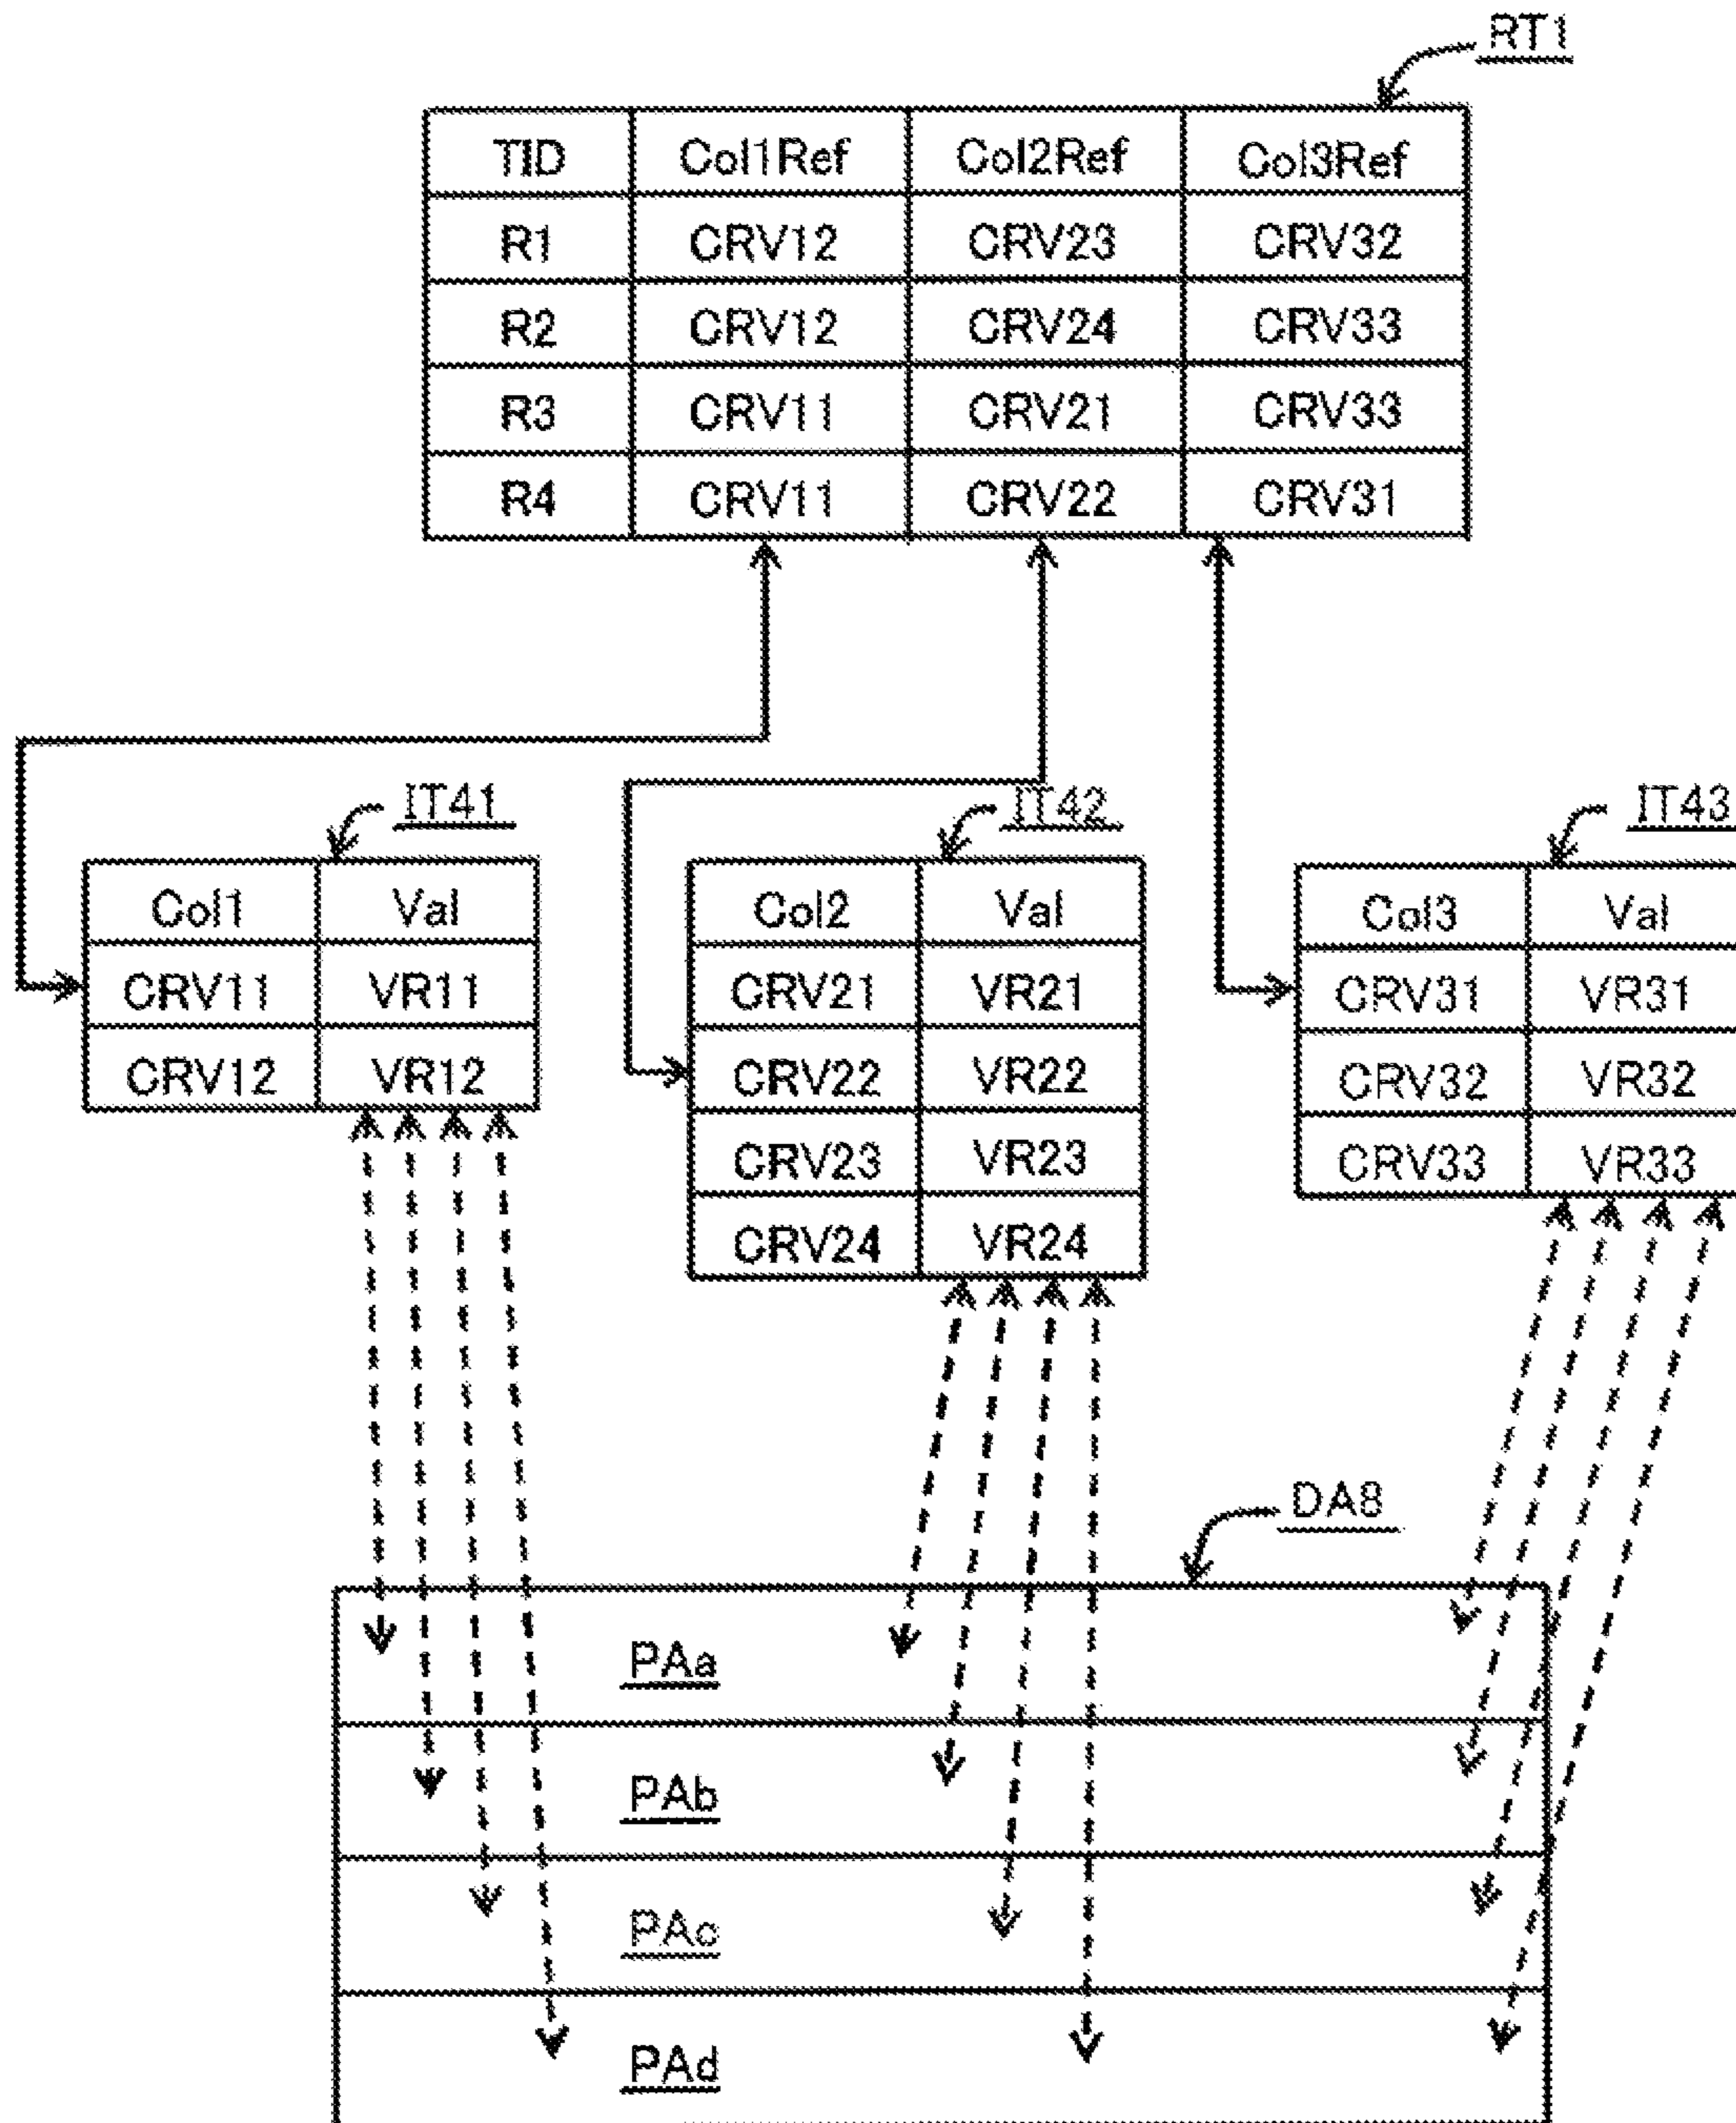 RT1
TID Col1Ref Col2Ref Col3Ref
R1 CRV12 CRV23 CRV32
R2 CRV12 CRV24 CRV33
R3 CRV11 CRV21 CRV33
R4 CRV11 CRV22 CRV31
IT41 IT42 IT43
Col1 Val Col2 Val Col3 Val
CRV11 VR11 CRV21 VR21 CRV31 VR31
CRV12 VR12 CRV22 VR22 CRV32 VR32
CRV23 VR23 CRV33 VR33
CRV24 VR24
DA8
PAa
PAb
PAc
PAd